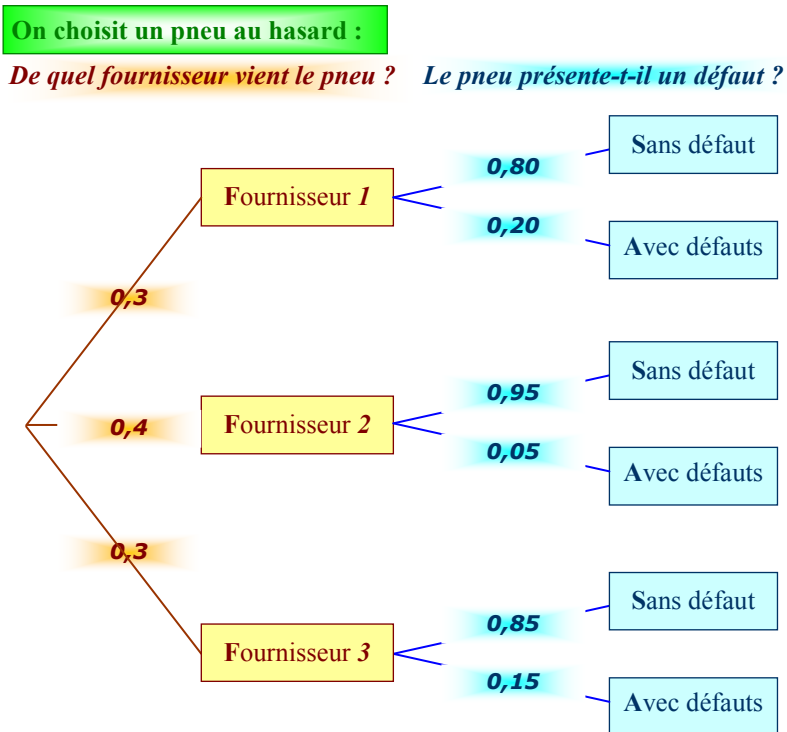 On choisit un pneu au hasard :
De quel fournisseur vient le pneu ?
Le pneu présente-t-il un défaut ?
Sans défaut
0,80
Fournisseur 1
0,20
Avec défauts
0,3
Sans défaut
0,95
Fournisseur 2
0,4
0,05
Avec défauts
0,3
Sans défaut
0,85
Fournisseur 3
0,15
Avec défauts